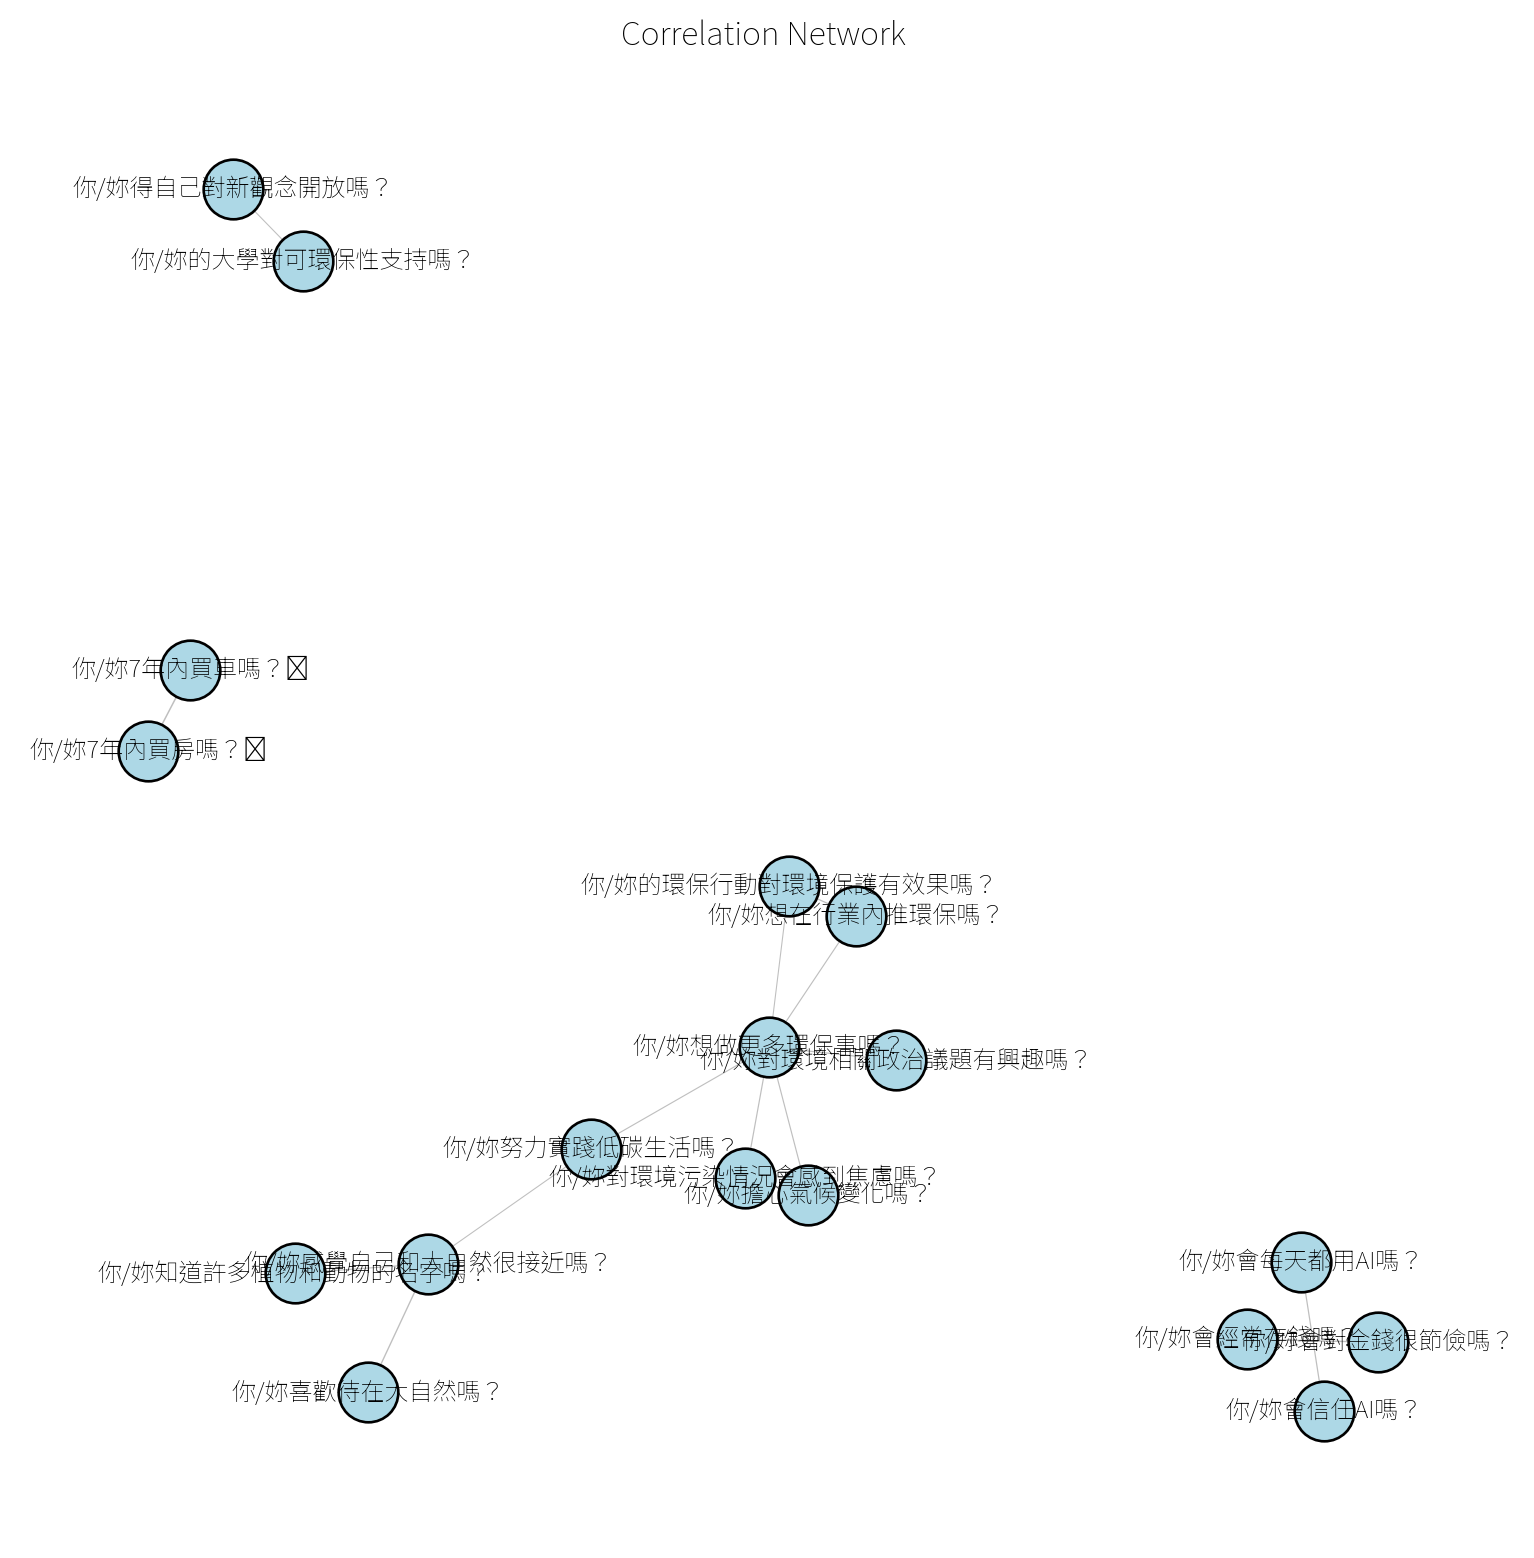 Correlation Network
你/妳得自己對新觀念開放嗎？
你/妳的大學對可環保性支持嗎？
你/妳7年內買車嗎？
你/妳7年內買房嗎？
你/妳的環保行動對環境保護有效果嗎？
你/妳想在行業內推環保嗎？
你/妳想做更多環保事嗎？
你/妳對環境相關政治議題有興趣嗎？
你/妳努力實踐低碳生活嗎？
你/妳對環境污染情況會感到焦慮嗎？
你/妳擔心氣候變化嗎？
你/妳感覺自己和大自然很接近嗎？
你/妳知道許多植物和動物的名字嗎？
你/妳喜歡待在大自然嗎？
你/妳會每天都用AI嗎？
你/妳會經常存錢嗎？
你/妳會對金錢很節儉嗎？
你/妳會信任AI嗎？